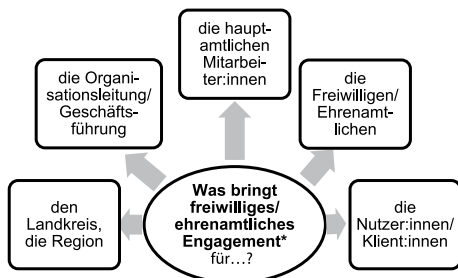 die haupt-
amtlichen
Mitarbei-
ter:innen
die Organi-
sationsleitung/
Geschäfts-
führung
die
Freiwilligen/
Ehrenamt-
lichen
den
Landkreis,
die Region
Was bringt
freiwilliges/
ehrenamtliches
Engagement*
für...?
die
Nutzer:innen/
Klient:innen